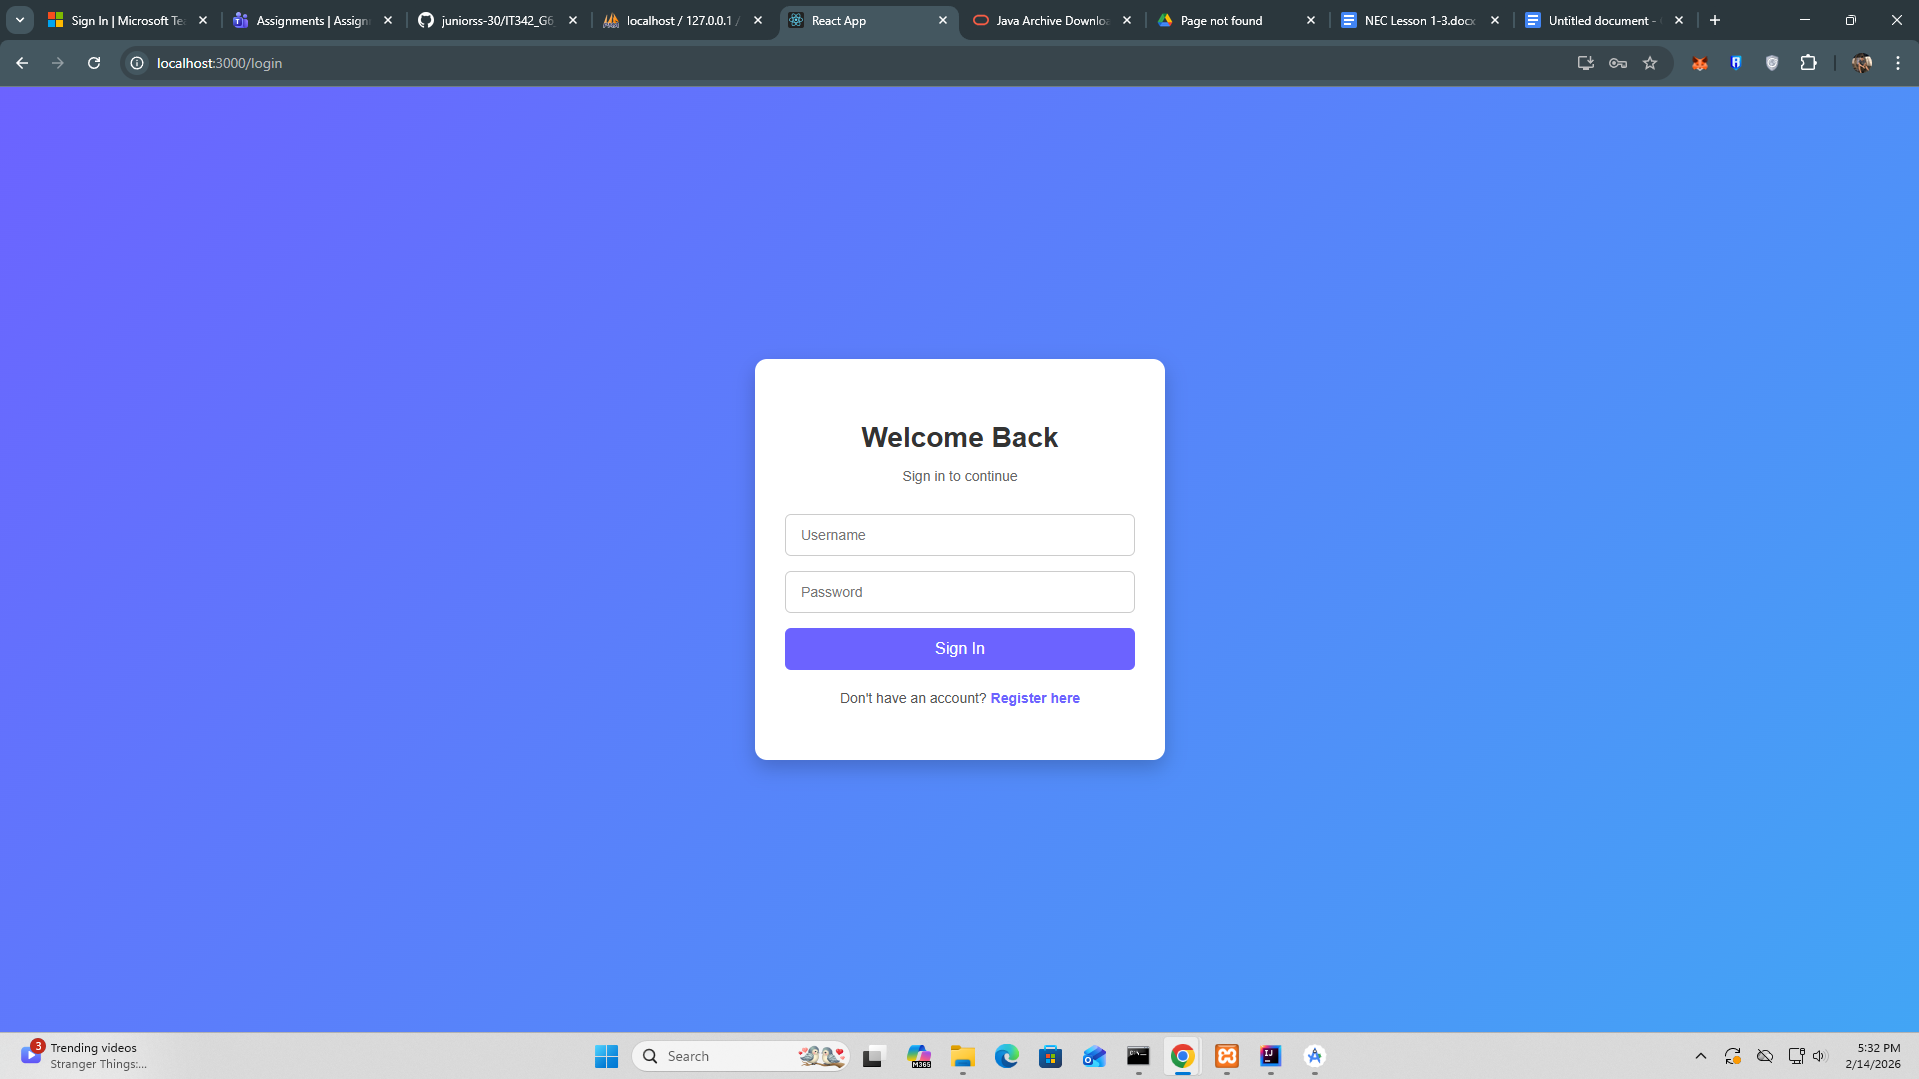 Sign In | Microsoft Te
Assignments | Assign
juniorss-30/IT342_G6
localhost / 127.0.0.1 /
React App
Java Archive Downlo
Page not found
NEC Lesson 1-3.docx
Untitled document -
localhost:3000/login
Welcome Back
Sign in to continue
Username
Password
Sign In
Don't have an account? Register here
3
Trending videos
Stranger Things:...
Search
M365
5:32 PM
2/14/2026